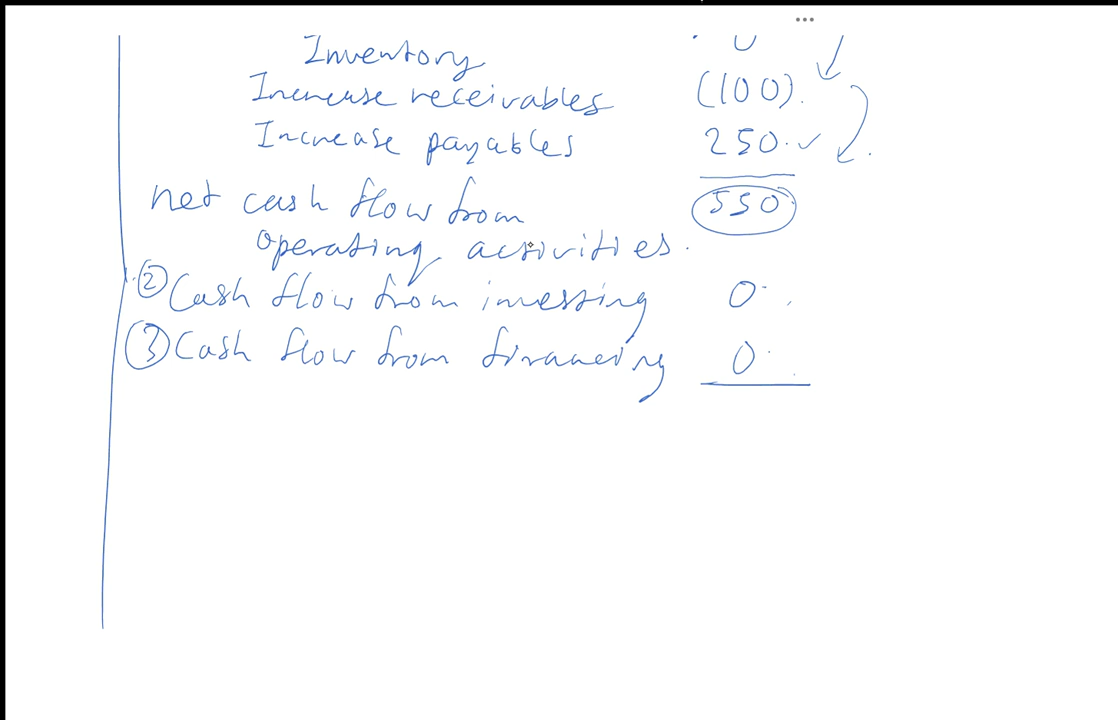 Inventory 0
Increase receivables (100).
Increase payables 250.
net cash flow from 550
operating activities.
② Cash flow from investing 0
③ Cash flow from financing 0